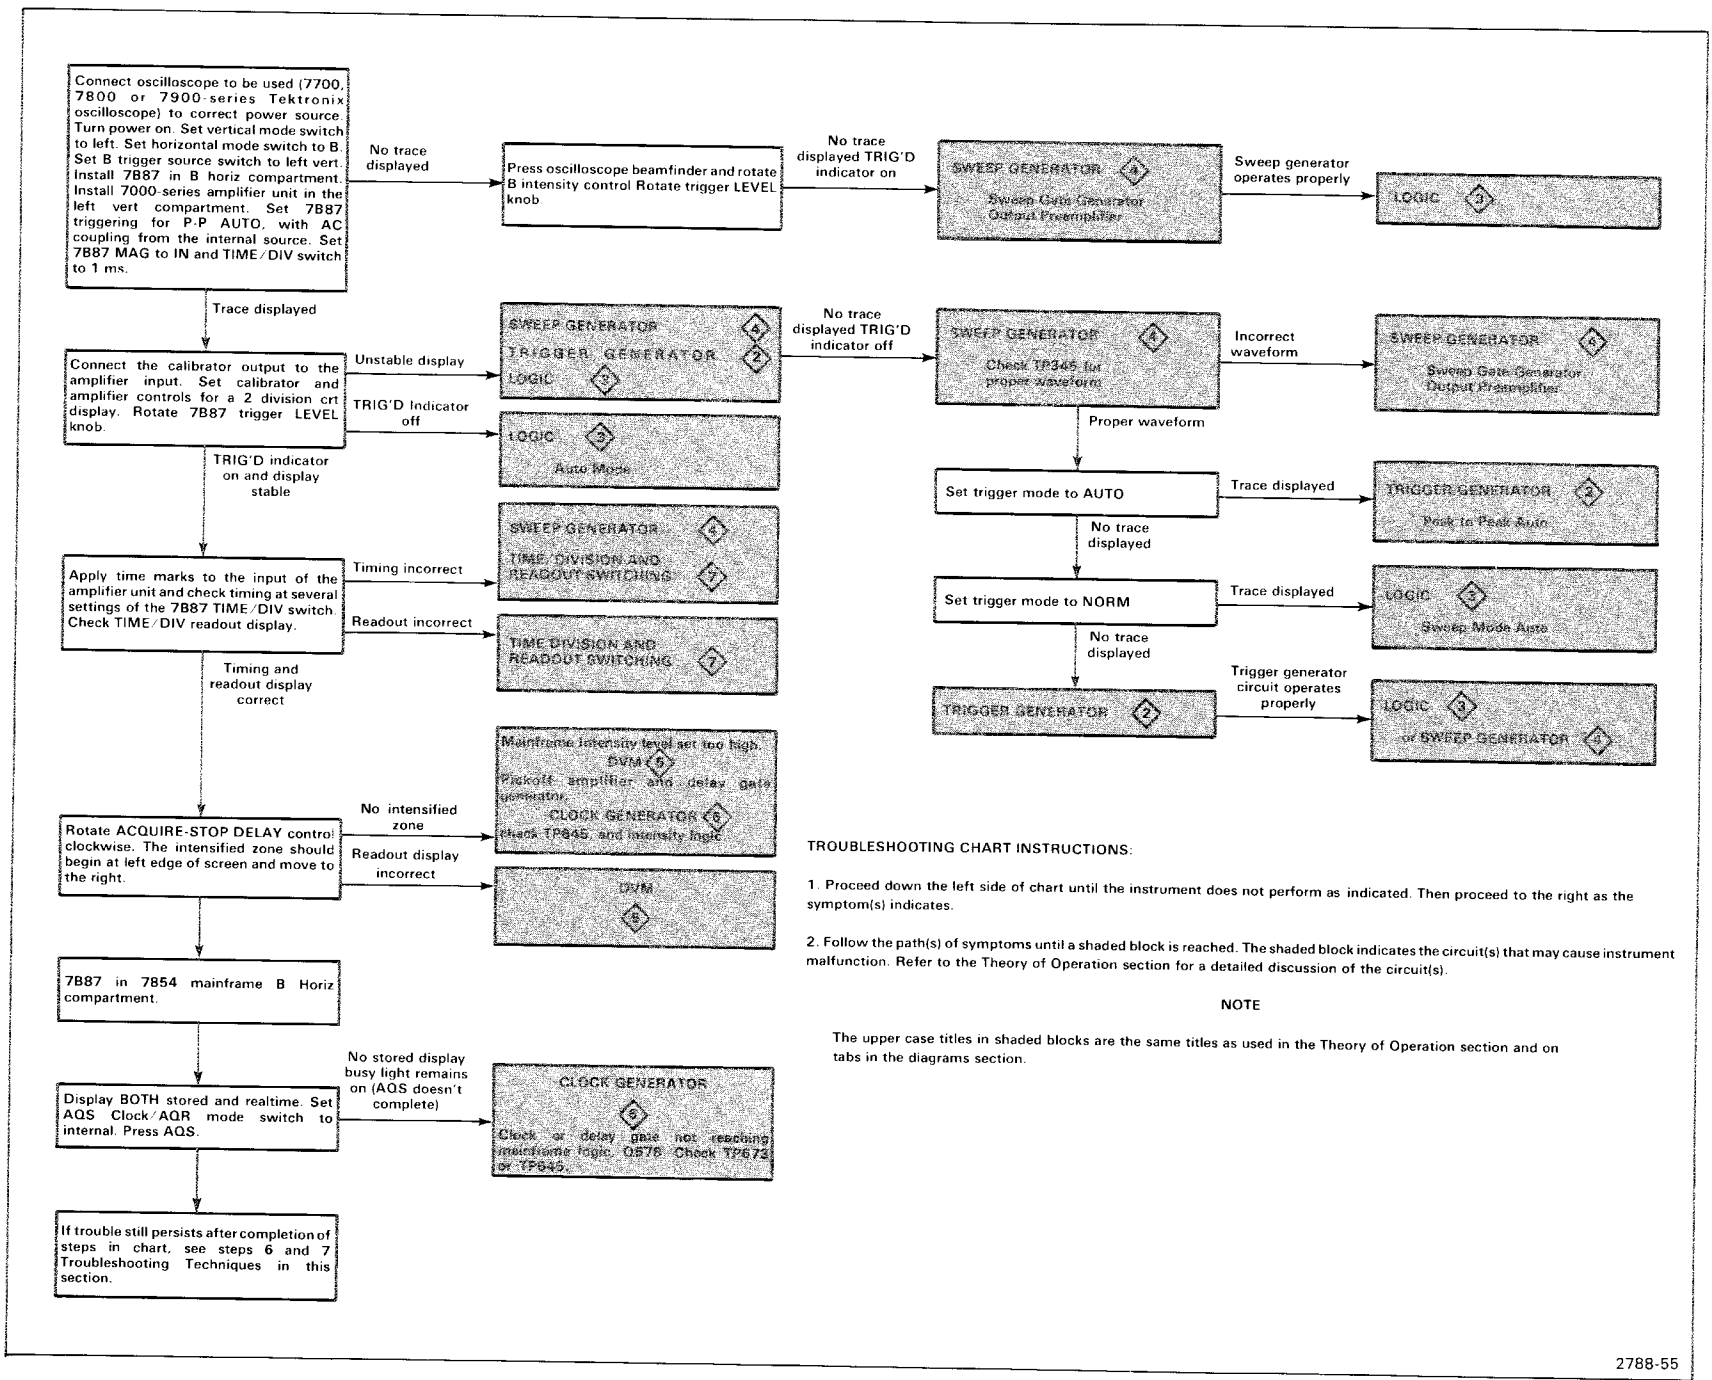 Connect oscilloscope to be used (7700,
7800 or 7900-series Tektronix
oscilloscope) to correct power source.
Turn power on. Set vertical mode switch
to left. Set horizontal mode switch to B.
Set B trigger source switch to left vert.
Install 7B87 in B horiz compartment.
Install 7000-series amplifier unit in the
left vert compartment. Set 7B87
triggering for P-P AUTO, with AC
coupling from the internal source. Set
7B87 MAG to IN and TIME/DIV switch
to 1 ms.
No trace
displayed
Press oscilloscope beamfinder and rotate
B intensity control Rotate trigger LEVEL
knob.
No trace
displayed TRIG'D
indicator on
SWEEP GENERATOR 4
Sweep Gate Generator
Output Preamplifier
Sweep generator
operates properly
LOGIC 3
Trace displayed
Connect the calibrator output to the
amplifier input. Set calibrator and
amplifier controls for a 2 division crt
display. Rotate 7B87 trigger LEVEL
knob.
Unstable display
SWEEP GENERATOR 4
TRIGGER GENERATOR 2
LOGIC 3
TRIG'D Indicator
off
LOGIC 3
Auto Mode
No trace
displayed TRIG'D
indicator off
SWEEP GENERATOR 4
Check TP345 for
proper waveform
Incorrect
waveform
SWEEP GENERATOR 4
Sweep Gate Generator
Output Preamplifier
Proper waveform
Set trigger mode to AUTO
Trace displayed
TRIGGER GENERATOR 2
Peak to Peak Auto
No trace
displayed
Set trigger mode to NORM
Trace displayed
LOGIC 3
Sweep Mode Auto
No trace
displayed
TRIGGER GENERATOR 2
Trigger generator
circuit operates
properly
LOGIC 3
or SWEEP GENERATOR 4
TRIG'D indicator
on and display
stable
Apply time marks to the input of the
amplifier unit and check timing at several
settings of the 7B87 TIME/DIV switch.
Check TIME/DIV readout display.
Timing incorrect
SWEEP GENERATOR 4
TIME/DIVISION AND
READOUT SWITCHING 7
Readout incorrect
TIME DIVISION AND
READOUT SWITCHING 7
Timing and
readout display
correct
Rotate ACQUIRE-STOP DELAY control
clockwise. The intensified zone should
begin at left edge of screen and move to
the right.
No intensified
zone
Mainframe Intensity level set too high.
DVM 5
Pickoff amplifier and delay gate
generator.
CLOCK GENERATOR 6
check TP645, and intensity logic
Readout display
incorrect
DVM
5
7B87 in 7854 mainframe B Horiz
compartment.
Display BOTH stored and realtime. Set
AQS Clock/AQR mode switch to
internal. Press AQS.
No stored display
busy light remains
on (AQS doesn't
complete)
CLOCK GENERATOR
6
Clock or delay gate not reaching
mainframe logic, Q578 Check TP673
or TP645.
If trouble still persists after completion of
steps in chart, see steps 6 and 7
Troubleshooting Techniques in this
section.
TROUBLESHOOTING CHART INSTRUCTIONS:
1. Proceed down the left side of chart until the instrument does not perform as indicated. Then proceed to the right as the
symptom(s) indicates.
2. Follow the path(s) of symptoms until a shaded block is reached. The shaded block indicates the circuit(s) that may cause instrument
malfunction. Refer to the Theory of Operation section for a detailed discussion of the circuit(s).
NOTE
The upper case titles in shaded blocks are the same titles as used in the Theory of Operation section and on
tabs in the diagrams section.
2788-55